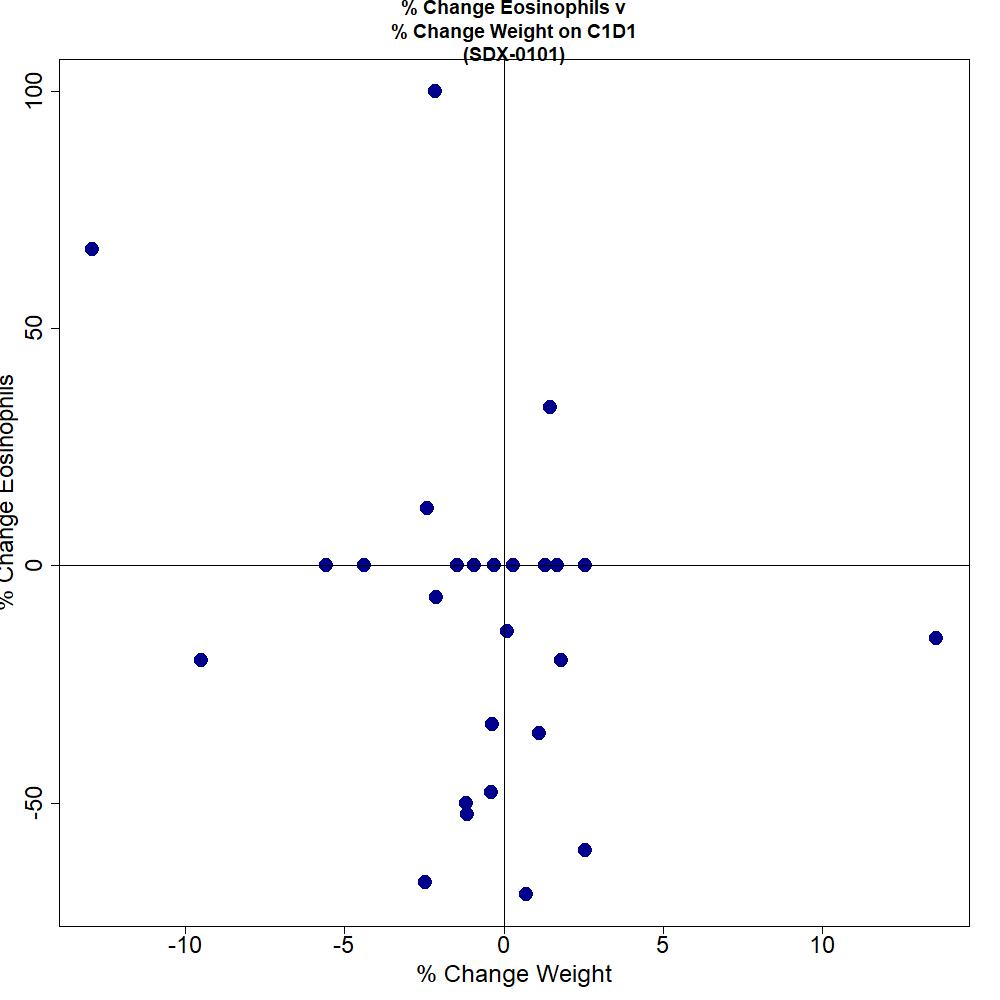 % Change Eosinophils v
% Change Weight on C1D1
(SDX-0101)
100
50
0
-50
% Change Eosinophils
-10
-5
0
5
10
% Change Weight